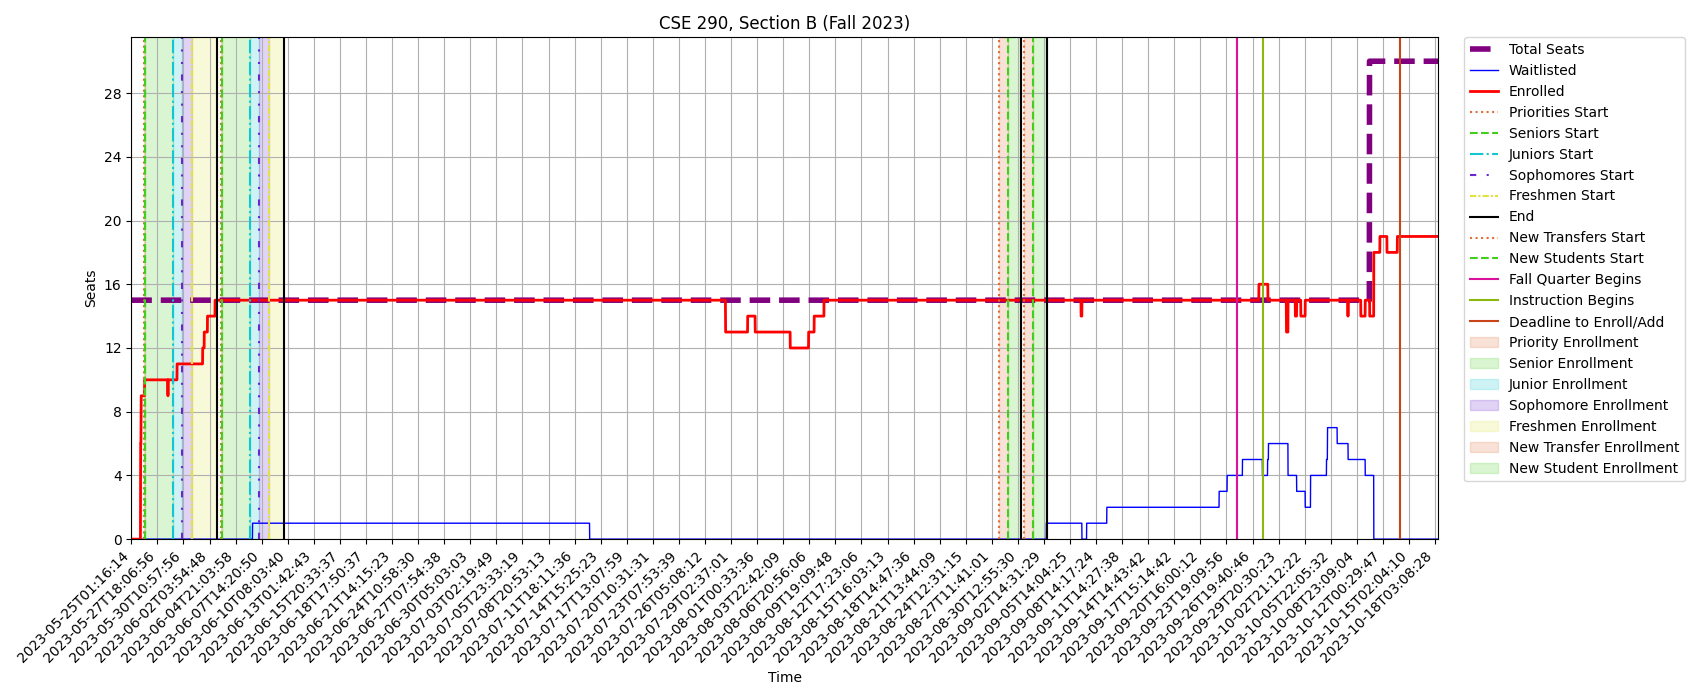 CSE 290, Section B (Fall 2023)
Seats
28
24
20
16
12
8
4
0
2023-05-25T01:16:14
2023-05-27T18:06:56
2023-05-30T10:57:56
2023-06-02T03:54:48
2023-06-04T21:03:58
2023-06-07T14:20:50
2023-06-10T08:03:40
2023-06-13T01:42:43
2023-06-15T20:33:37
2023-06-18T17:50:37
2023-06-21T14:15:23
2023-06-24T10:58:30
2023-06-27T07:54:38
2023-06-30T05:03:03
2023-07-03T02:19:49
2023-07-05T23:33:19
2023-07-08T20:53:13
2023-07-11T18:11:36
2023-07-14T15:25:23
2023-07-17T13:07:59
2023-07-20T10:31:31
2023-07-23T07:53:39
2023-07-26T05:08:12
2023-07-29T02:37:01
2023-08-01T00:33:36
2023-08-03T22:42:09
2023-08-06T20:56:06
2023-08-09T19:09:48
2023-08-12T17:23:06
2023-08-15T16:03:13
2023-08-18T14:47:36
2023-08-21T13:44:09
2023-08-24T12:31:15
2023-08-27T11:41:01
2023-08-30T12:55:30
2023-09-02T14:31:29
2023-09-05T14:04:25
2023-09-08T14:17:24
2023-09-11T14:27:38
2023-09-14T14:43:42
2023-09-17T15:14:42
2023-09-20T16:00:12
2023-09-23T19:09:56
2023-09-26T19:40:46
2023-09-29T20:30:23
2023-10-02T21:12:22
2023-10-05T22:05:32
2023-10-08T23:09:04
2023-10-12T00:29:47
2023-10-15T02:04:10
2023-10-18T03:08:28
Time
Total Seats
Waitlisted
Enrolled
Priorities Start
Seniors Start
Juniors Start
Sophomores Start
Freshmen Start
End
New Transfers Start
New Students Start
Fall Quarter Begins
Instruction Begins
Deadline to Enroll/Add
Priority Enrollment
Senior Enrollment
Junior Enrollment
Sophomore Enrollment
Freshmen Enrollment
New Transfer Enrollment
New Student Enrollment